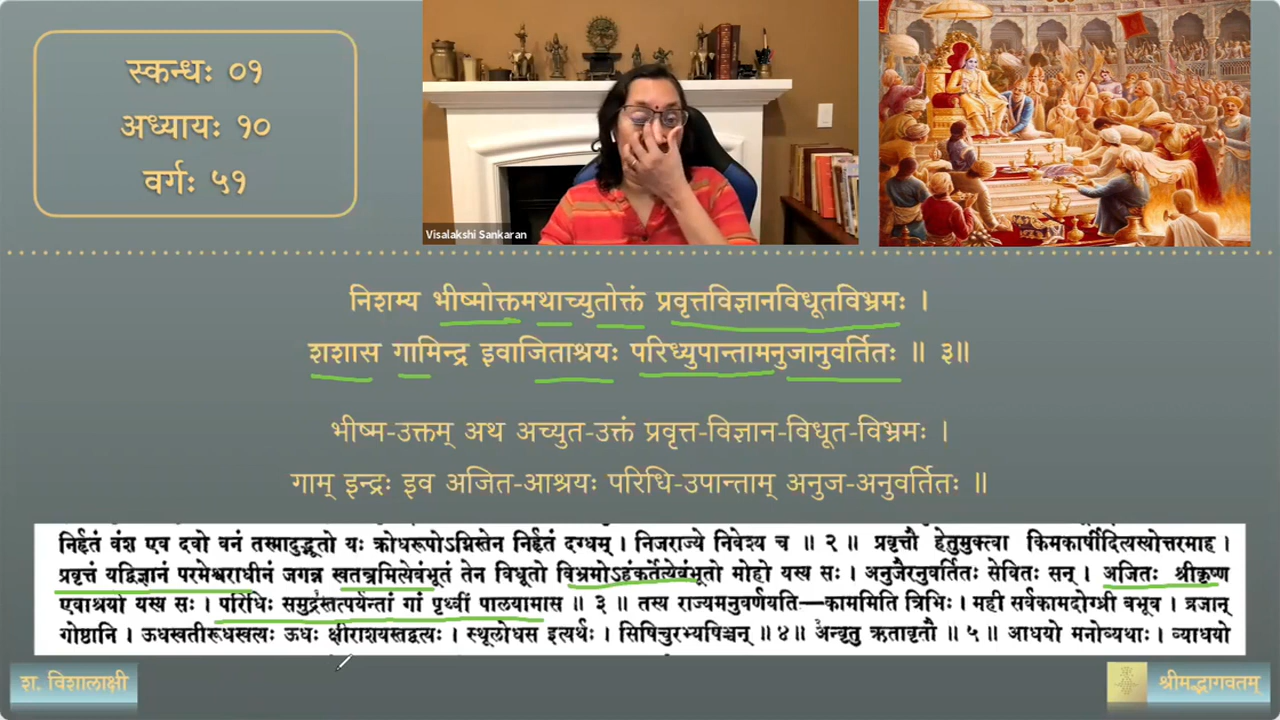 स्कन्धः ०१
अध्यायः १०
वर्गः ५१
Visalakshi Sankaran
निशम्य भीष्मोक्तमथाच्युतोक्तं प्रवृत्तविज्ञानविधूतविभ्रमः ।
शशास गामिन्द्र इवाजिताश्रयः परिध्युपान्तामनुजानुवर्तितः ॥ ३॥
भीष्म-उक्तम् अथ अच्युत-उक्तं प्रवृत्त-विज्ञान-विधूत-विभ्रमः ।
गाम् इन्द्रः इव अजित-आश्रयः परिधि-उपान्ताम् अनुज-अनुवर्तितः ॥
निर्हृतं वंश एव दवो वनं तस्मादुद्भूतो यः क्रोधरूपोऽग्निस्तेन निर्हृतं दग्धम् । निजराज्ये निवेश्य च ॥ २ ॥ प्रवृत्तौ हेतुमुक्त्वा किमकार्षीदित्यस्योत्तरमाह ।
प्रवृत्तं यद्विज्ञानं परमेश्वराधीनं जगन्न स्वतन्त्रमित्येवंभूतं तेन विधूतो विभ्रमोऽहंकर्तेत्येवंभूतो मोहो यस्य सः । अनुजैरनुवर्तितः सेवितः सन् । अजितः श्रीकृष्ण
एवाश्रयो यस्य सः । परिधिः समुद्रस्तत्पर्यन्तां गां पृथ्वीं पालयामास ॥ ३ ॥ तस्य राज्यमनुवर्णयति—काममिति त्रिभिः । मही सर्वकामदोग्ध्री बभूव । व्रजान्
गोष्ठानि । ऊधस्वतीरूधस्वत्यः ऊधः क्षीराशयस्तद्वत्यः । स्थूलोधस इत्यर्थः । सिषिचुरभ्यषिञ्चन् ॥ ४॥ अन्वृतु ऋतावृतौ ॥ ५ ॥ आधयो मनोव्यथाः । व्याधयो
श. विशालाक्षी
श्रीमद्भागवतम्